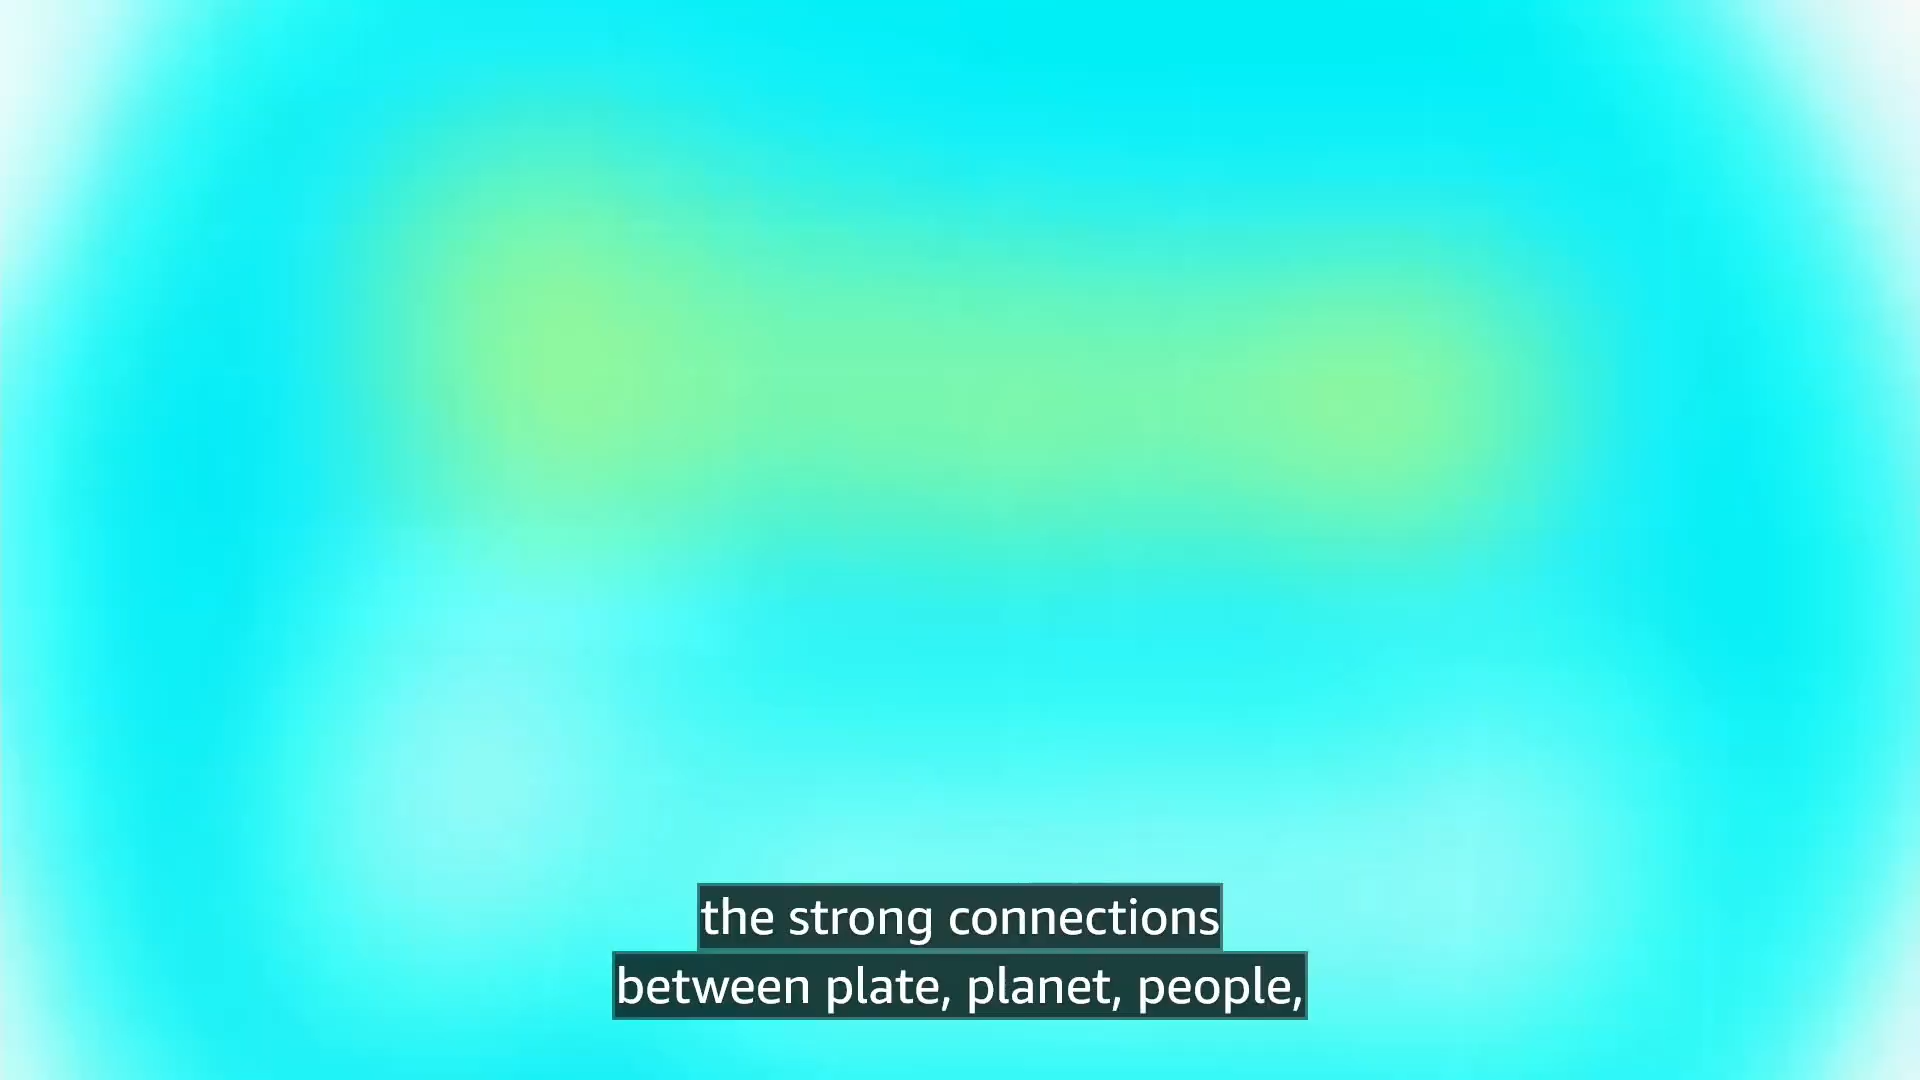 the strong connections
between plate, planet, people,